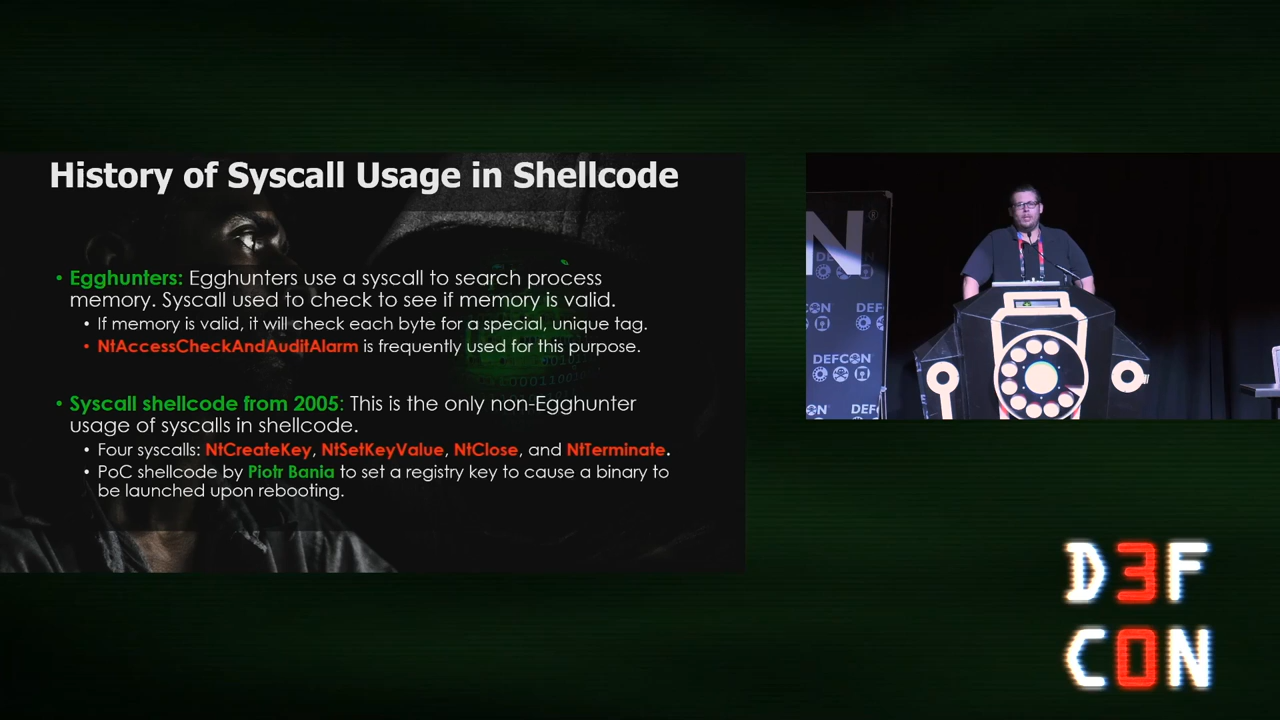 History of Syscall Usage in Shellcode
• Egghunters: Egghunters use a syscall to search process
memory. Syscall used to check to see if memory is valid.
• If memory is valid, it will check each byte for a special, unique tag.
• NtAccessCheckAndAuditAlarm is frequently used for this purpose.
• Syscall shellcode from 2005: This is the only non-Egghunter
usage of syscalls in shellcode.
• Four syscalls: NtCreateKey, NtSetKeyValue, NtClose, and NtTerminate.
• PoC shellcode by Piotr Bania to set a registry key to cause a binary to
be launched upon rebooting.
N®
DEFCON
DEFCON
D3F
C0N